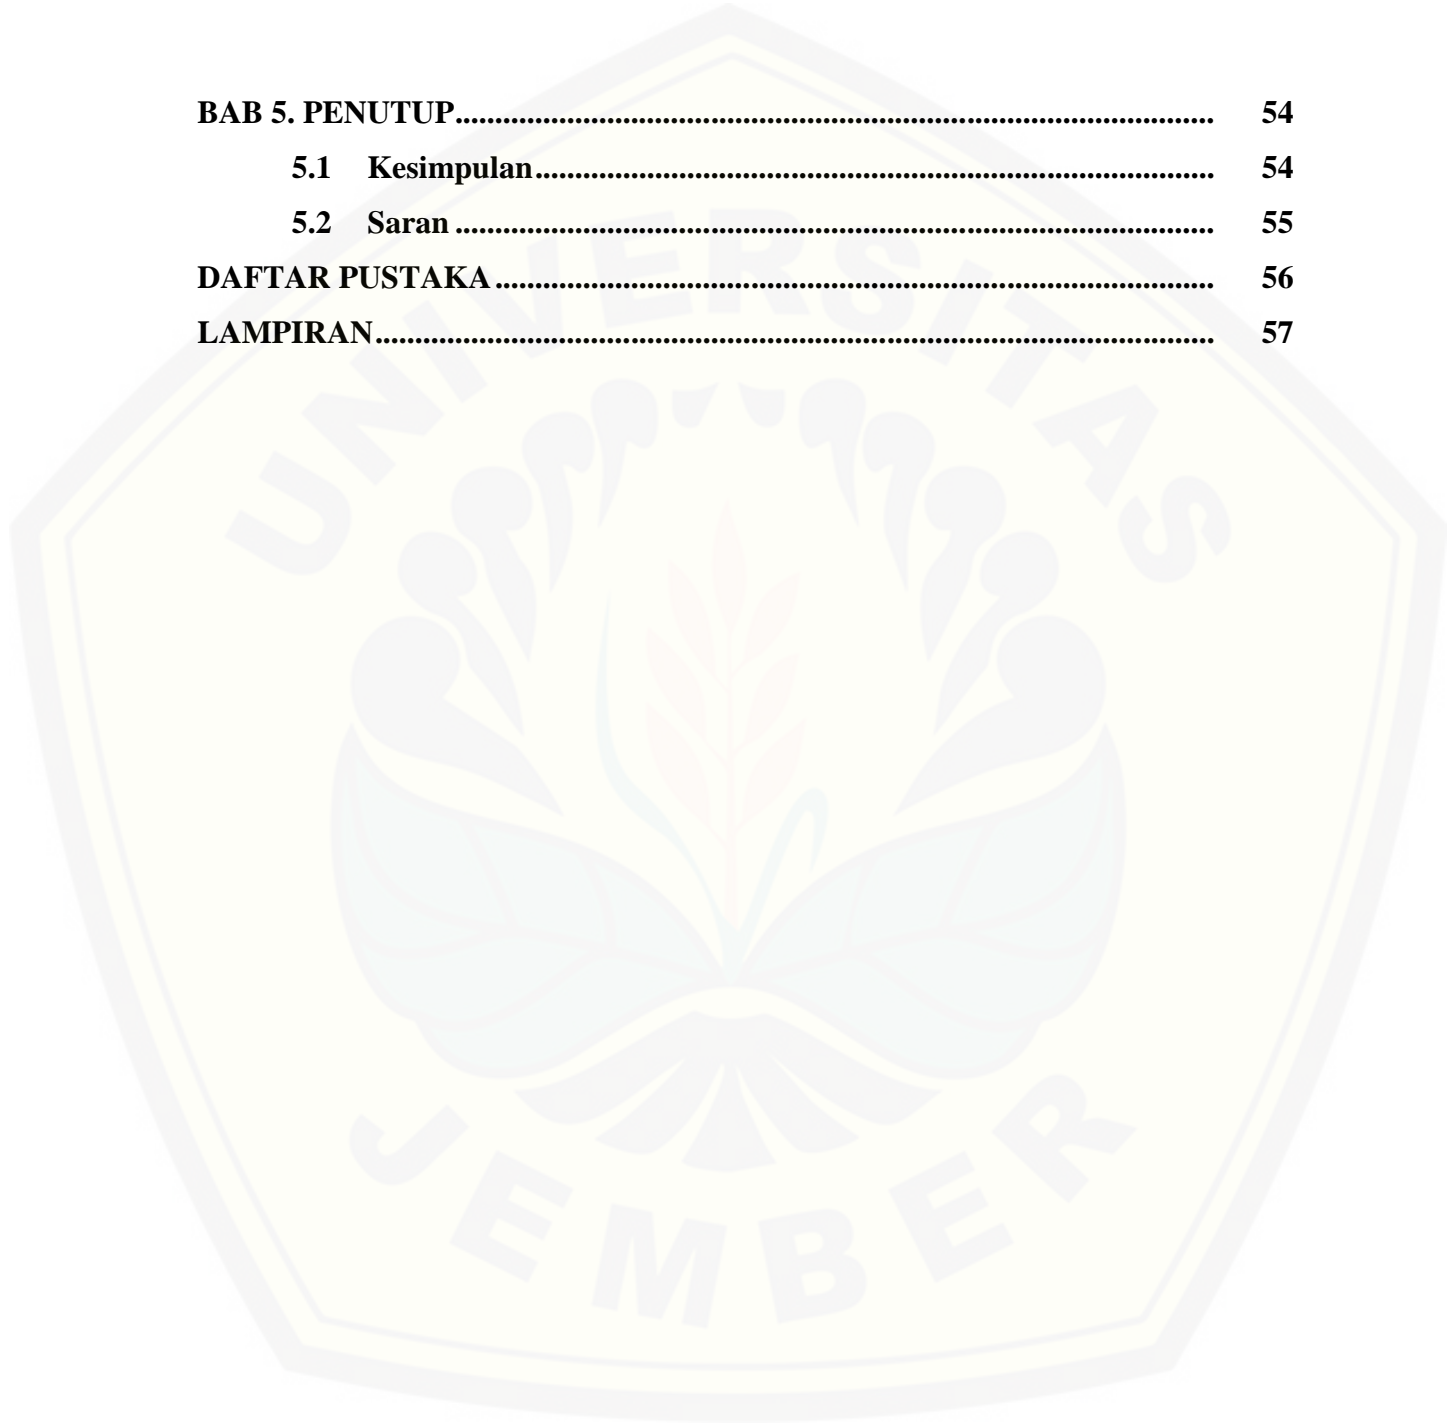 BAB 5. PENUTUP.................................................................................................. 54
5.1 Kesimpulan....................................................................................... 54
5.2 Saran ................................................................................................. 55
DAFTAR PUSTAKA ............................................................................................ 56
LAMPIRAN........................................................................................................... 57
UNIVERSITAS
JEMBER